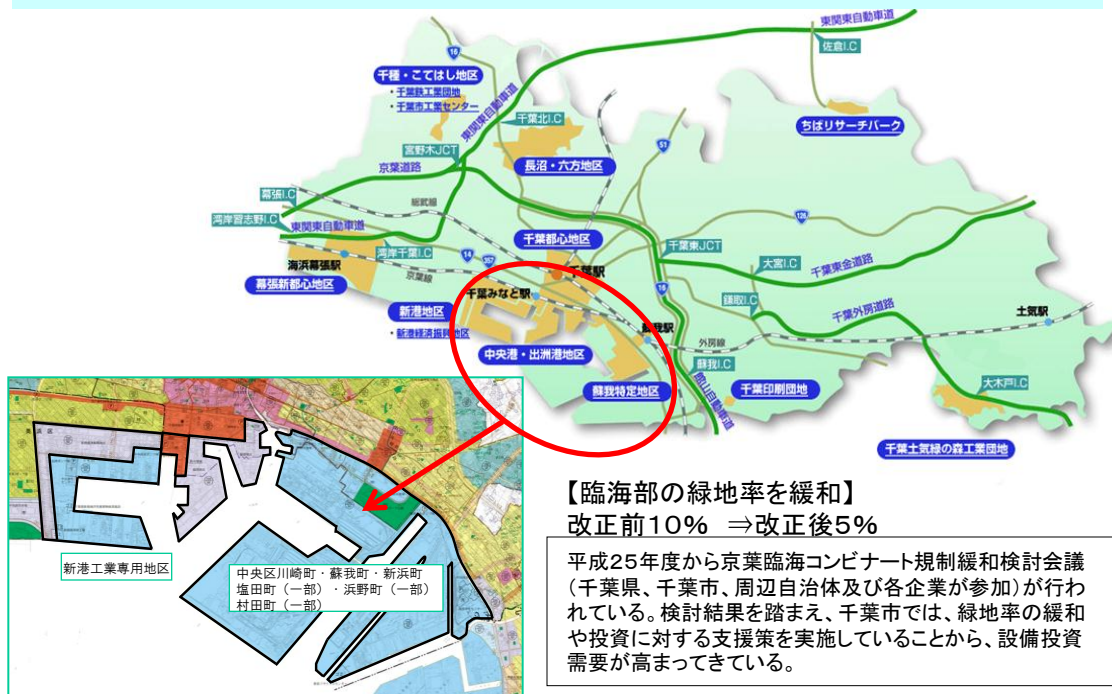 東関東自動車道
佐倉I.C
16
千種・こてはし地区
・千葉鉄工業団地
・千葉市工業センター
東関東自動車道
千葉北I.C
ちばリサーチパーク
宮野木JCT
51
長沼・六方地区
京葉道路
幕張I.C
総武線
湾岸習志野I.C
東関東自動車道
126
千葉都心地区
湾岸千葉I.C
14
357
千葉東JCT
海浜幕張駅
京葉線
千葉駅
大宮I.C
千葉東金道路
幕張新都心地区
千葉みなと駅
16
鎌取I.C
新港地区
・新港経済振興地区
千葉外房道路
土気駅
蘇我駅
外房線
中央港・出洲港地区
蘇我I.C
蘇我特定地区
館山自動車道
千葉印刷団地
大木戸I.C
千葉土気緑の森工業団地
【臨海部の緑地率を緩和】
改正前10% ⇒改正後5%
平成25年度から京葉臨海コンビナート規制緩和検討会議
(千葉県、千葉市、周辺自治体及び各企業が参加)が行わ
れている。検討結果を踏まえ、千葉市では、緑地率の緩和
や投資に対する支援策を実施していることから、設備投資
需要が高まってきている。
新港工業専用地区
中央区川崎町・蘇我町・新浜町
塩田町(一部)・浜野町(一部)
村田町(一部)